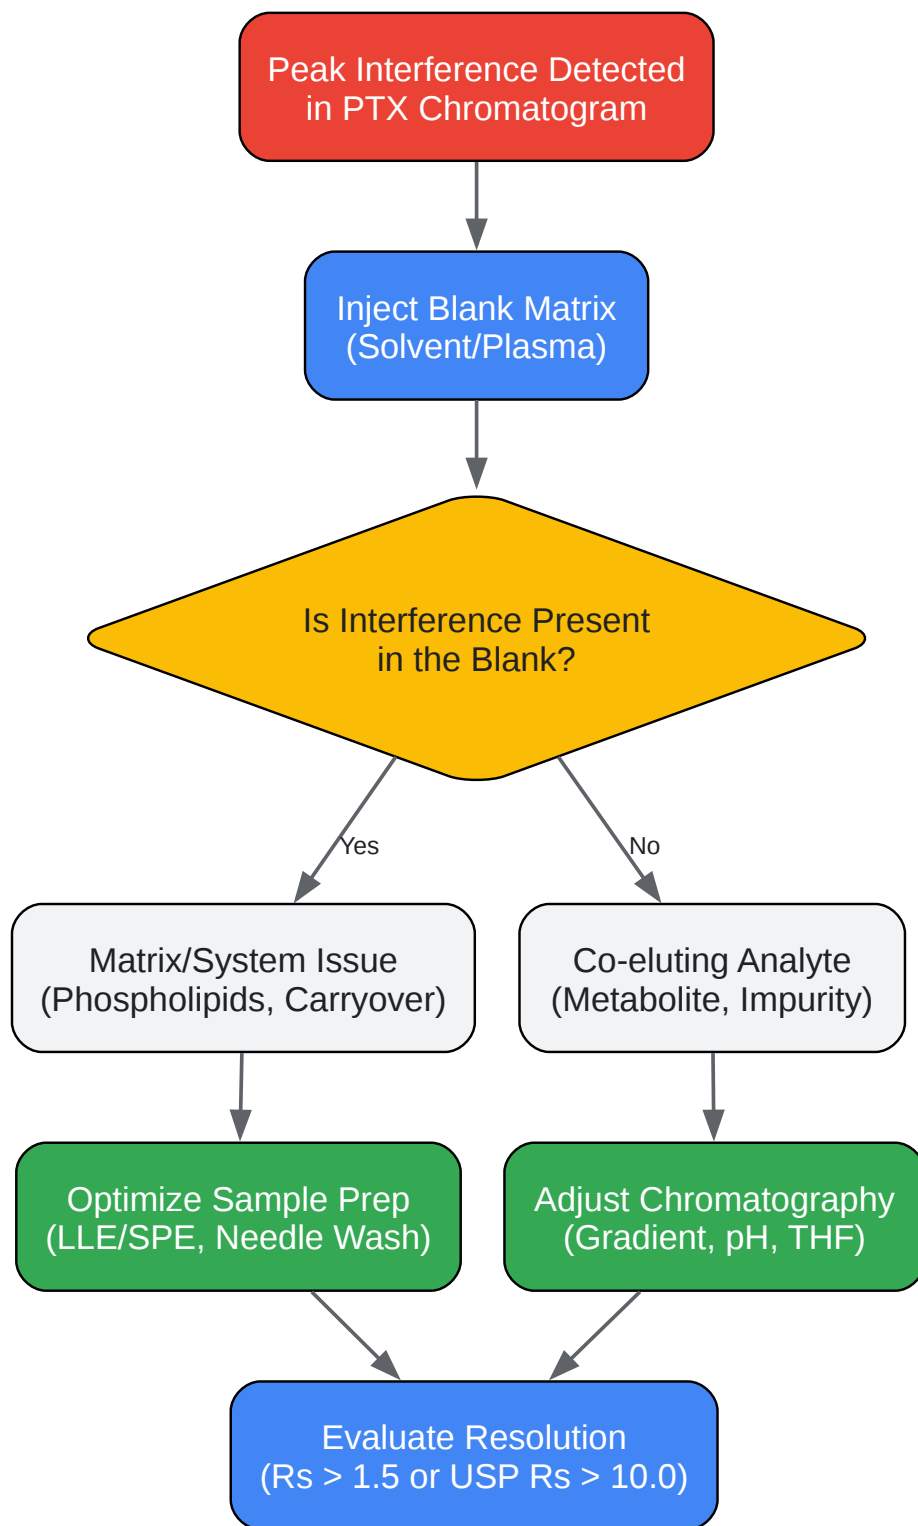 Peak Interference Detected
in PTX Chromatogram
Inject Blank Matrix
(Solvent/Plasma)
Is Interference Present
in the Blank?
Yes
No
Matrix/System Issue
(Phospholipids, Carryover)
Co-eluting Analyte
(Metabolite, Impurity)
Optimize Sample Prep
(LLE/SPE, Needle Wash)
Adjust Chromatography
(Gradient, pH, THF)
Evaluate Resolution
(Rs > 1.5 or USP Rs > 10.0)